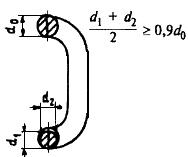 d₀
(d₁ + d₂)/2 ≥ 0,9d₀
d₂
d₁